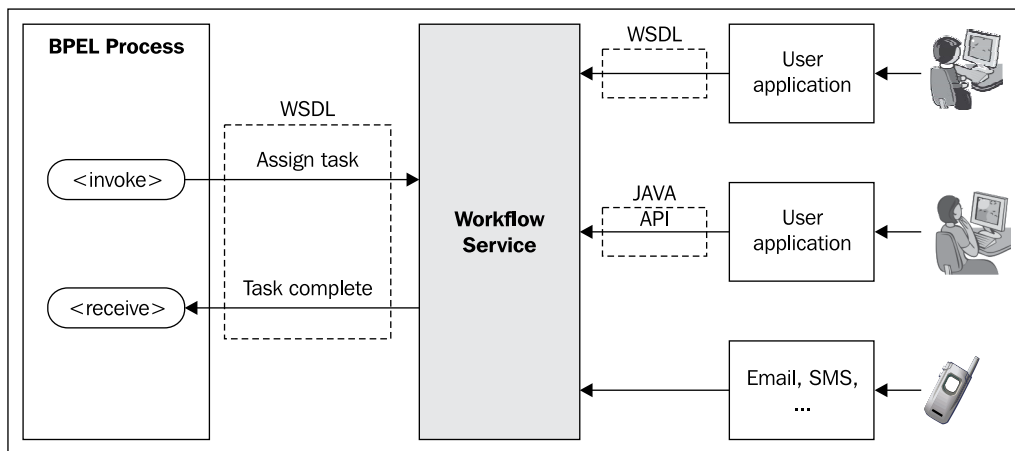 BPEL Process
<invoke>
<receive>
WSDL
Assign task
Task complete
Workflow
Service
WSDL
User
application
JAVA
API
User
application
Email, SMS,
...